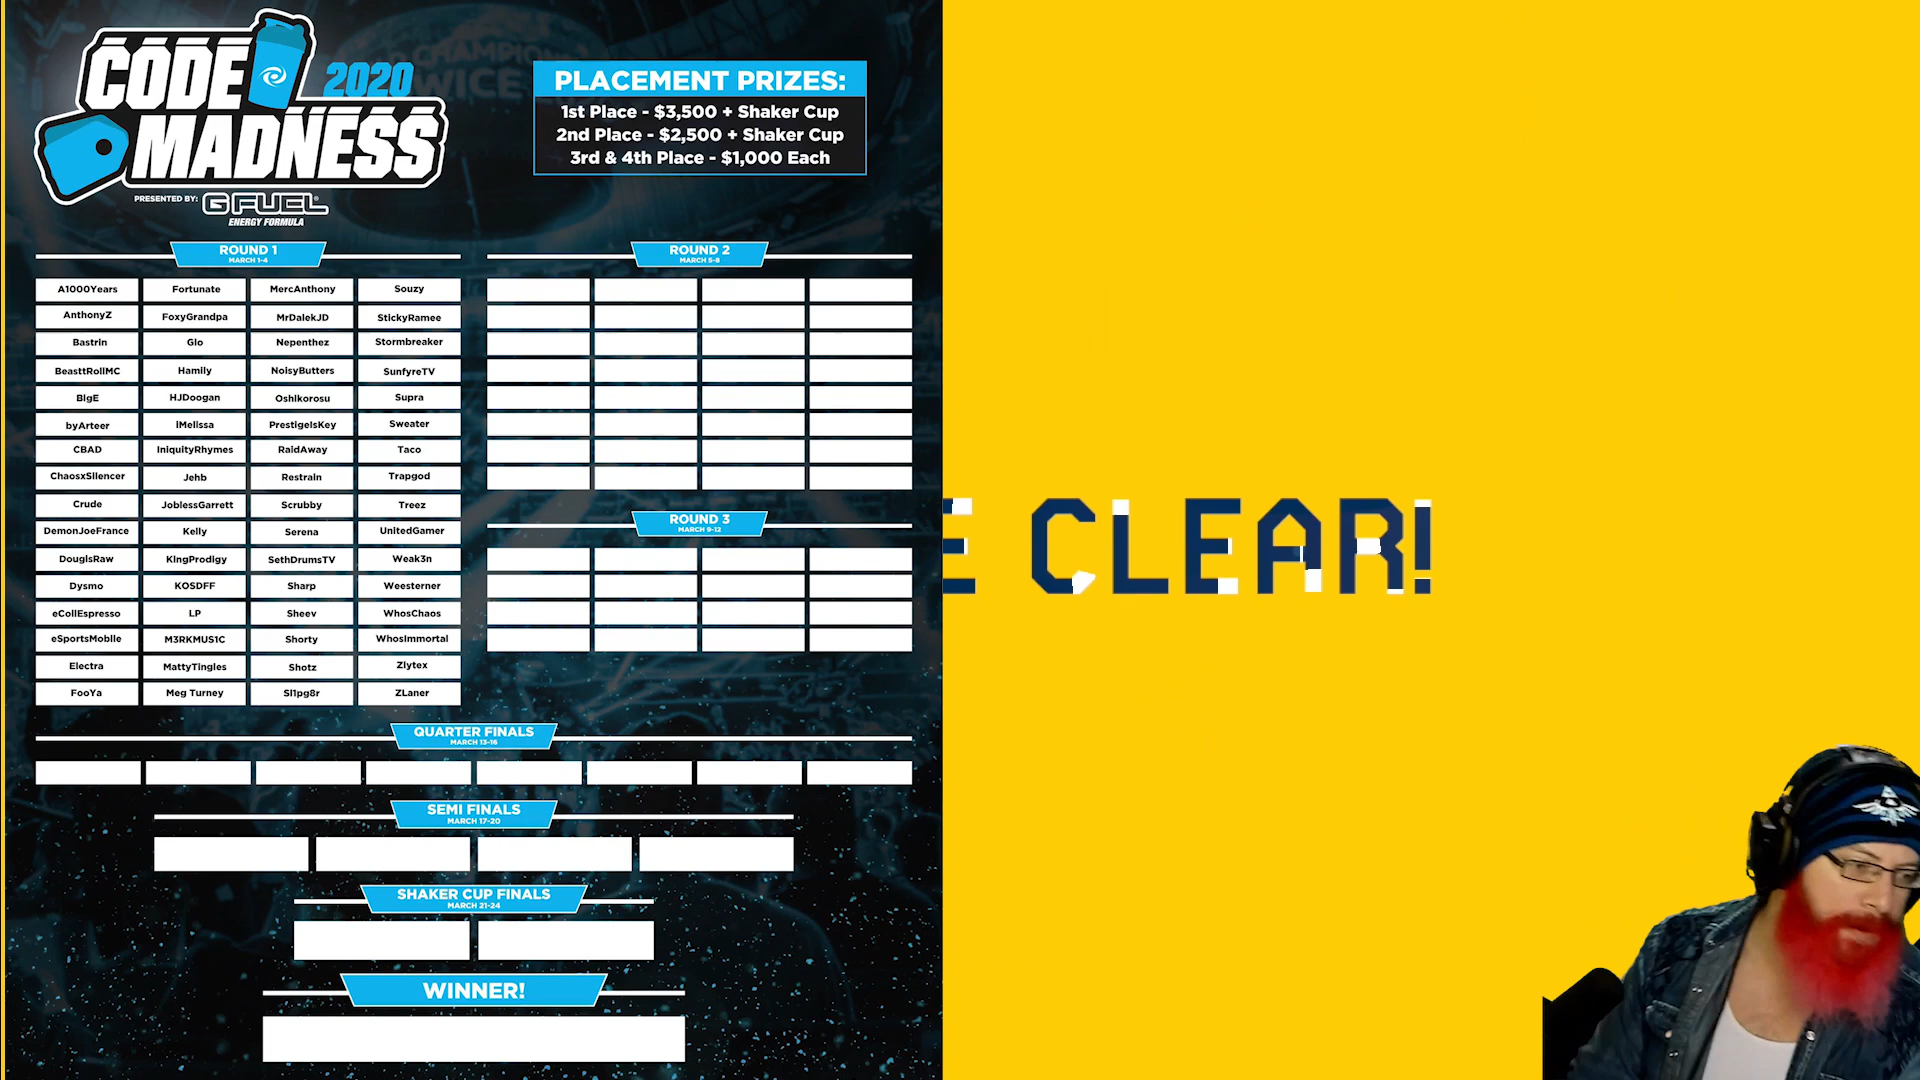 CODE
2020
MADNESS
PRESENTED BY: G FUEL
ENERGY FORMULA
PLACEMENT PRIZES:
1st Place - $3,500 + Shaker Cup
2nd Place - $2,500 + Shaker Cup
3rd & 4th Place - $1,000 Each
ROUND 1
MARCH 1-4
A1000Years Fortunate MercAnthony Souzy
AnthonyZ FoxyGrandpa MrDalekJD StickyRamee
Bastrin Glo Nepenthez Stormbreaker
BeasttRollMC Hamily NoisyButters SunfyreTV
BigE HJDoogan Oshikorosu Supra
byArteer iMelissa PrestigeIsKey Sweater
CBAD IniquityRhymes RaidAway Taco
ChaosxSilencer Jehb Restrain Trapgod
Crude JoblessGarrett Scrubby Treez
DemonJoeFrance Kelly Serena UnitedGamer
DougisRaw KingProdigy SethDrumsTV Weak3n
Dysmo KOSDFF Sharp Weesterner
eCollEspresso LP Sheev WhosChaos
eSportsMobile M3RKMUS1C Shorty WhosImmortal
Electra MattyTingles Shotz Zlytex
FooYa Meg Turney Sl1pg8r ZLaner
ROUND 2
MARCH 5-8
ROUND 3
MARCH 9-12
QUARTER FINALS
MARCH 13-16
SEMI FINALS
MARCH 17-20
SHAKER CUP FINALS
MARCH 21-24
WINNER!
E CLEAR!